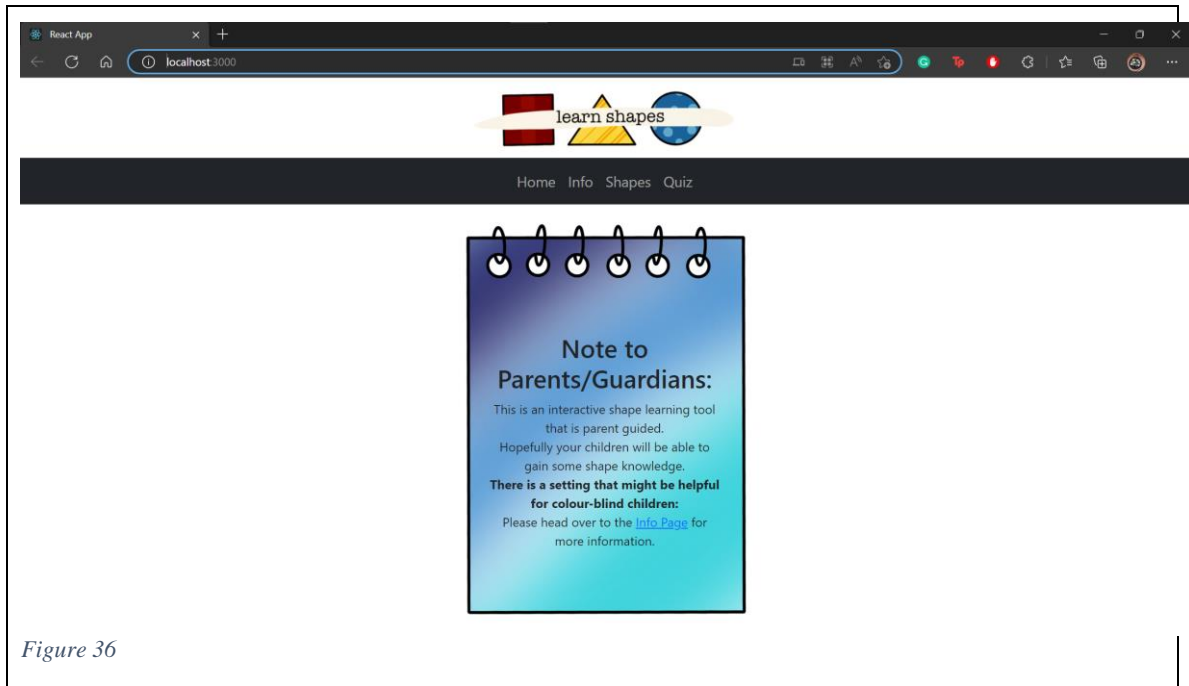 React App
localhost:3000
learn shapes
Home Info Shapes Quiz
Note to
Parents/Guardians:
This is an interactive shape learning tool
that is parent guided.
Hopefully your children will be able to
gain some shape knowledge.
There is a setting that might be helpful
for colour-blind children:
Please head over to the Info Page for
more information.
Figure 36